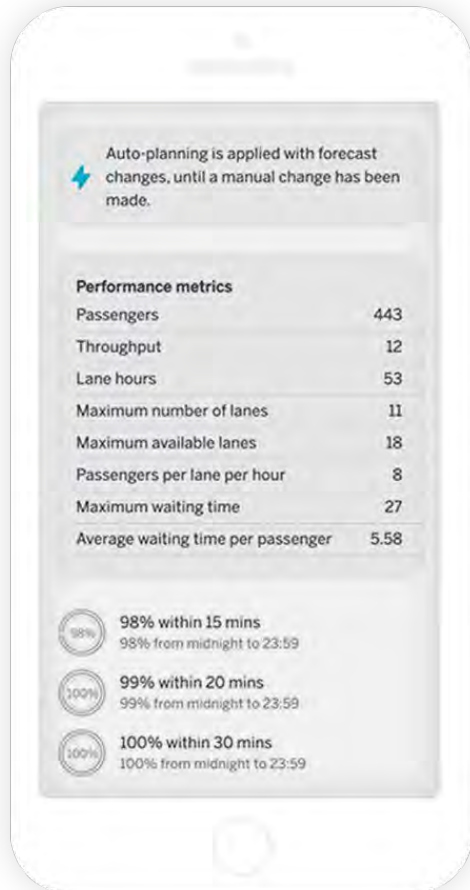 Auto-planning is applied with forecast
changes, until a manual change has been
made.
Performance metrics
Passengers 443
Throughput 12
Lane hours 53
Maximum number of lanes 11
Maximum available lanes 18
Passengers per lane per hour 8
Maximum waiting time 27
Average waiting time per passenger 5.58
98% 98% within 15 mins
98% from midnight to 23:59
100% 99% within 20 mins
99% from midnight to 23:59
100% 100% within 30 mins
100% from midnight to 23:59